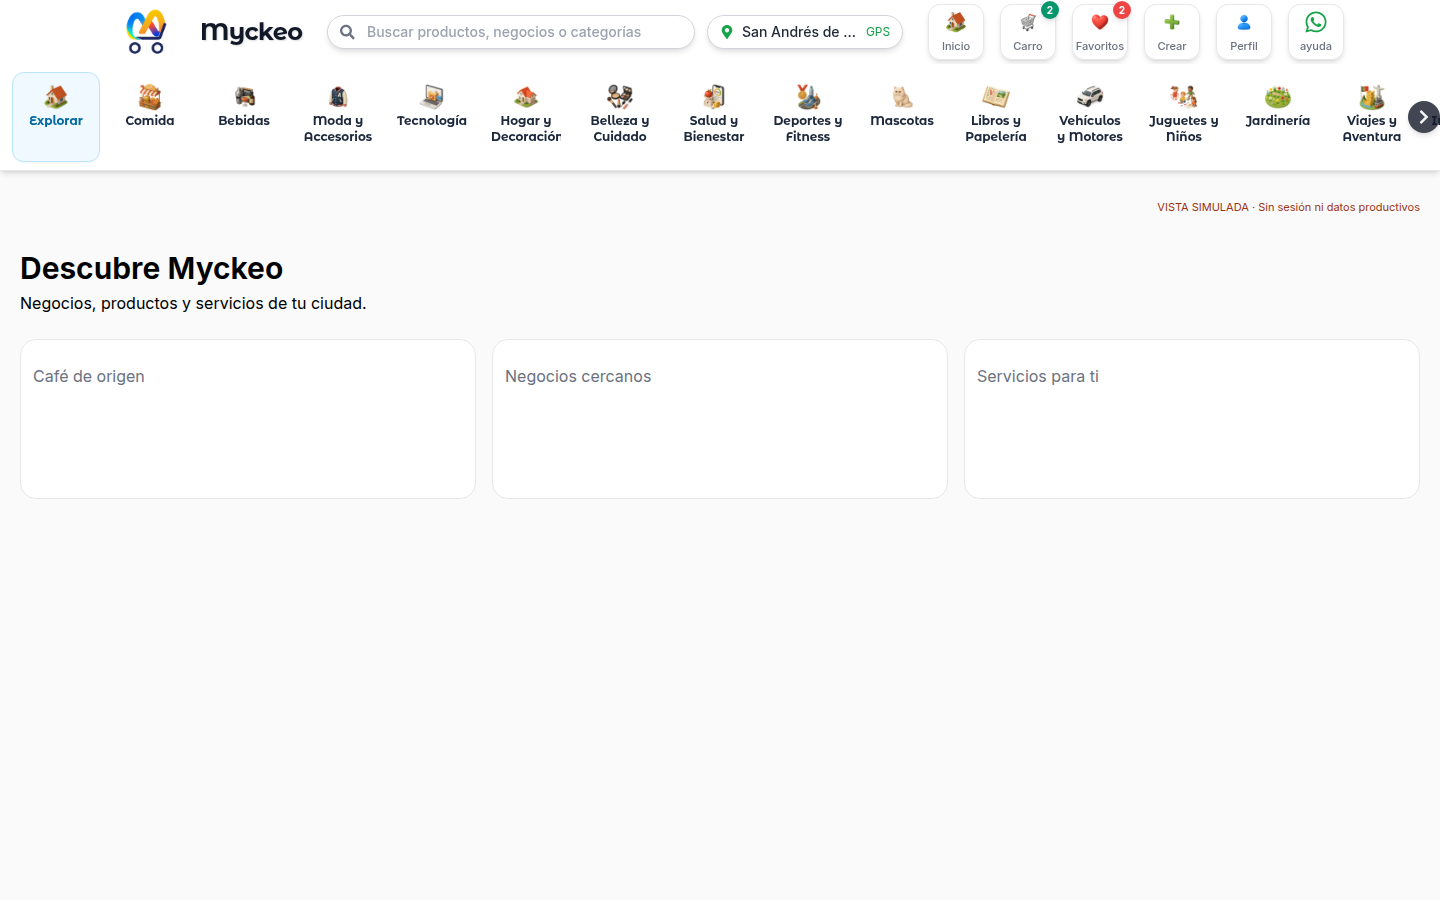 Myckeo
Buscar productos, negocios o categorías
San Andrés de ... GPS
Inicio
2
Carro
2
Favoritos
Crear
Perfil
ayuda
Explorar
Comida
Bebidas
Moda y
Accesorios
Tecnología
Hogar y
Decoración
Belleza y
Cuidado
Salud y
Bienestar
Deportes y
Fitness
Mascotas
Libros y
Papelería
Vehículos
y Motores
Juguetes y
Niños
Jardinería
Viajes y
Aventura
VISTA SIMULADA · Sin sesión ni datos productivos
Descubre Myckeo
Negocios, productos y servicios de tu ciudad.
Café de origen
Negocios cercanos
Servicios para ti